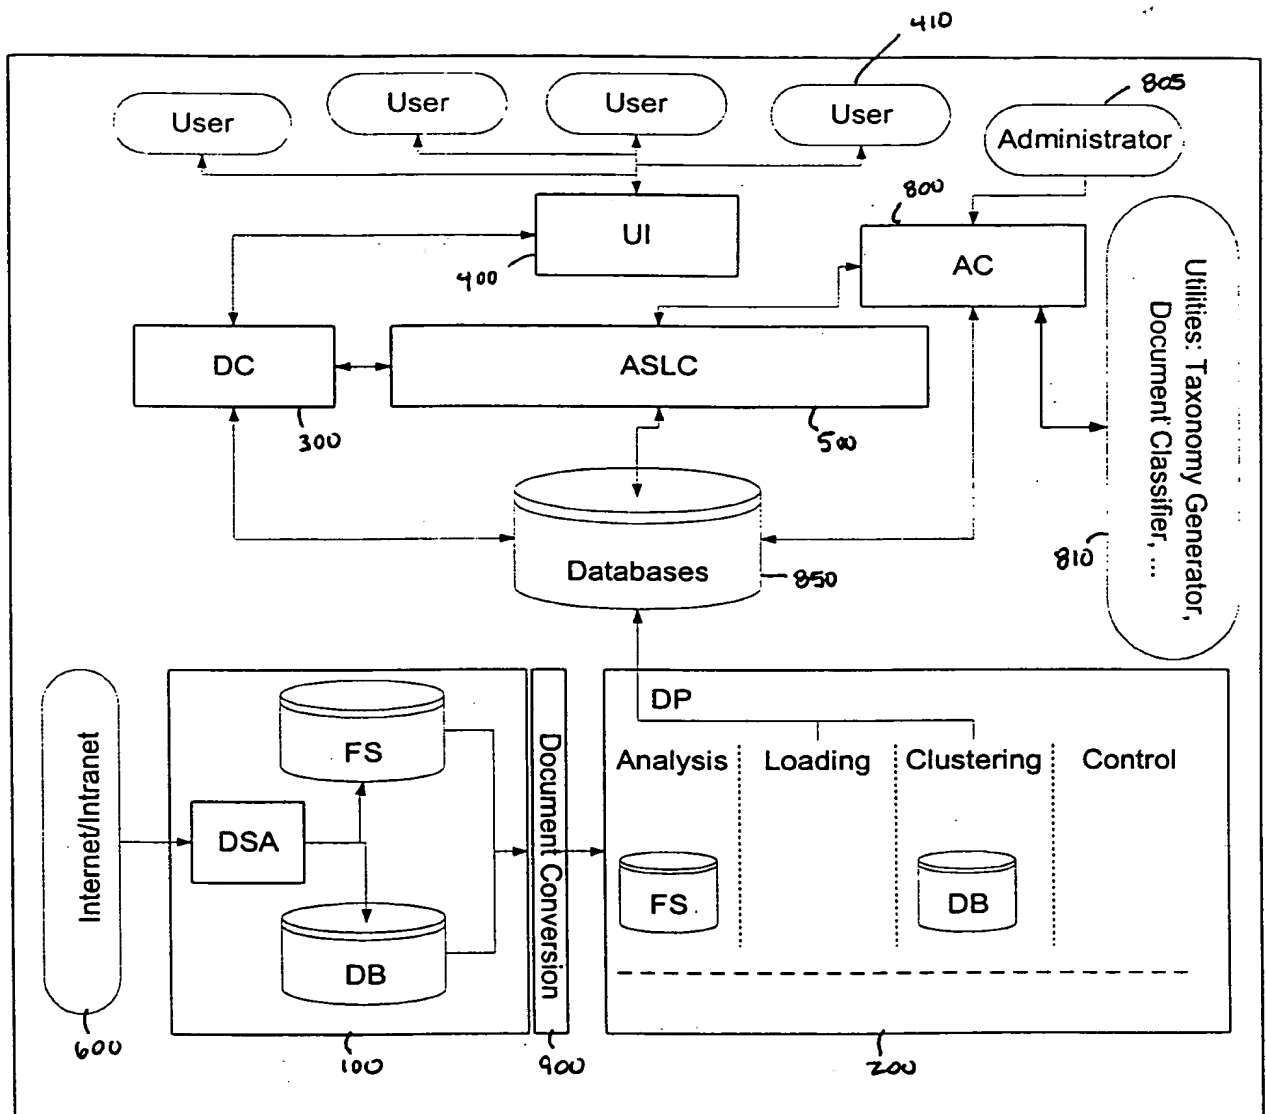 410
805
User
User
User
User
Administrator
800
UI
400
AC
Utilities: Taxonomy Generator,
Document Classifier, ...
DC
ASLC
300
500
Databases
850
810
DP
Internet/Intranet
FS
DSA
DB
Document Conversion
Analysis
Loading
Clustering
Control
FS
DB
600
100
900
200